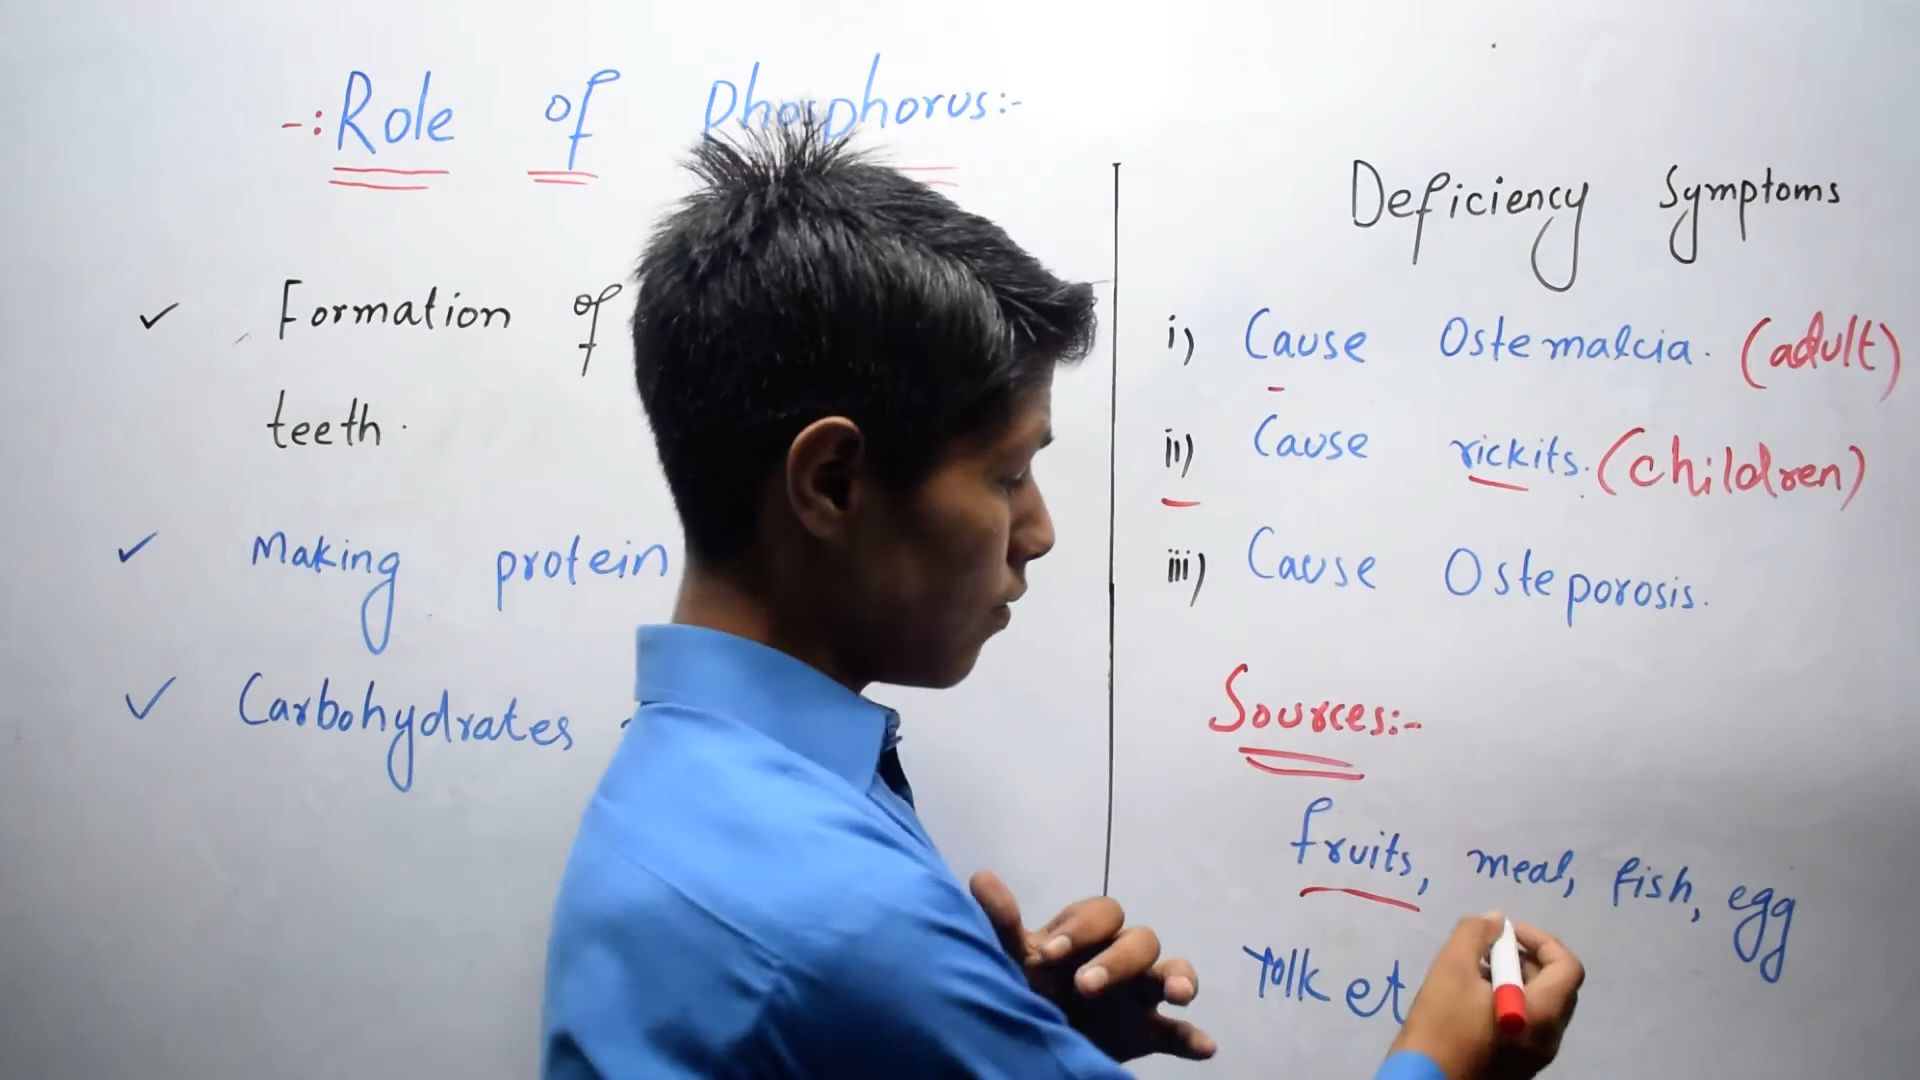 -: Role of Phosphorus:-
Formation of
teeth.
Making protein
Carbohydrates
Deficiency Symptoms
i) Cause Ostemalcia. (adult)
ii) Cause rickits. (children)
iii) Cause Osteporosis.
Sources:-
fruits, meal, fish, egg
Yolk et